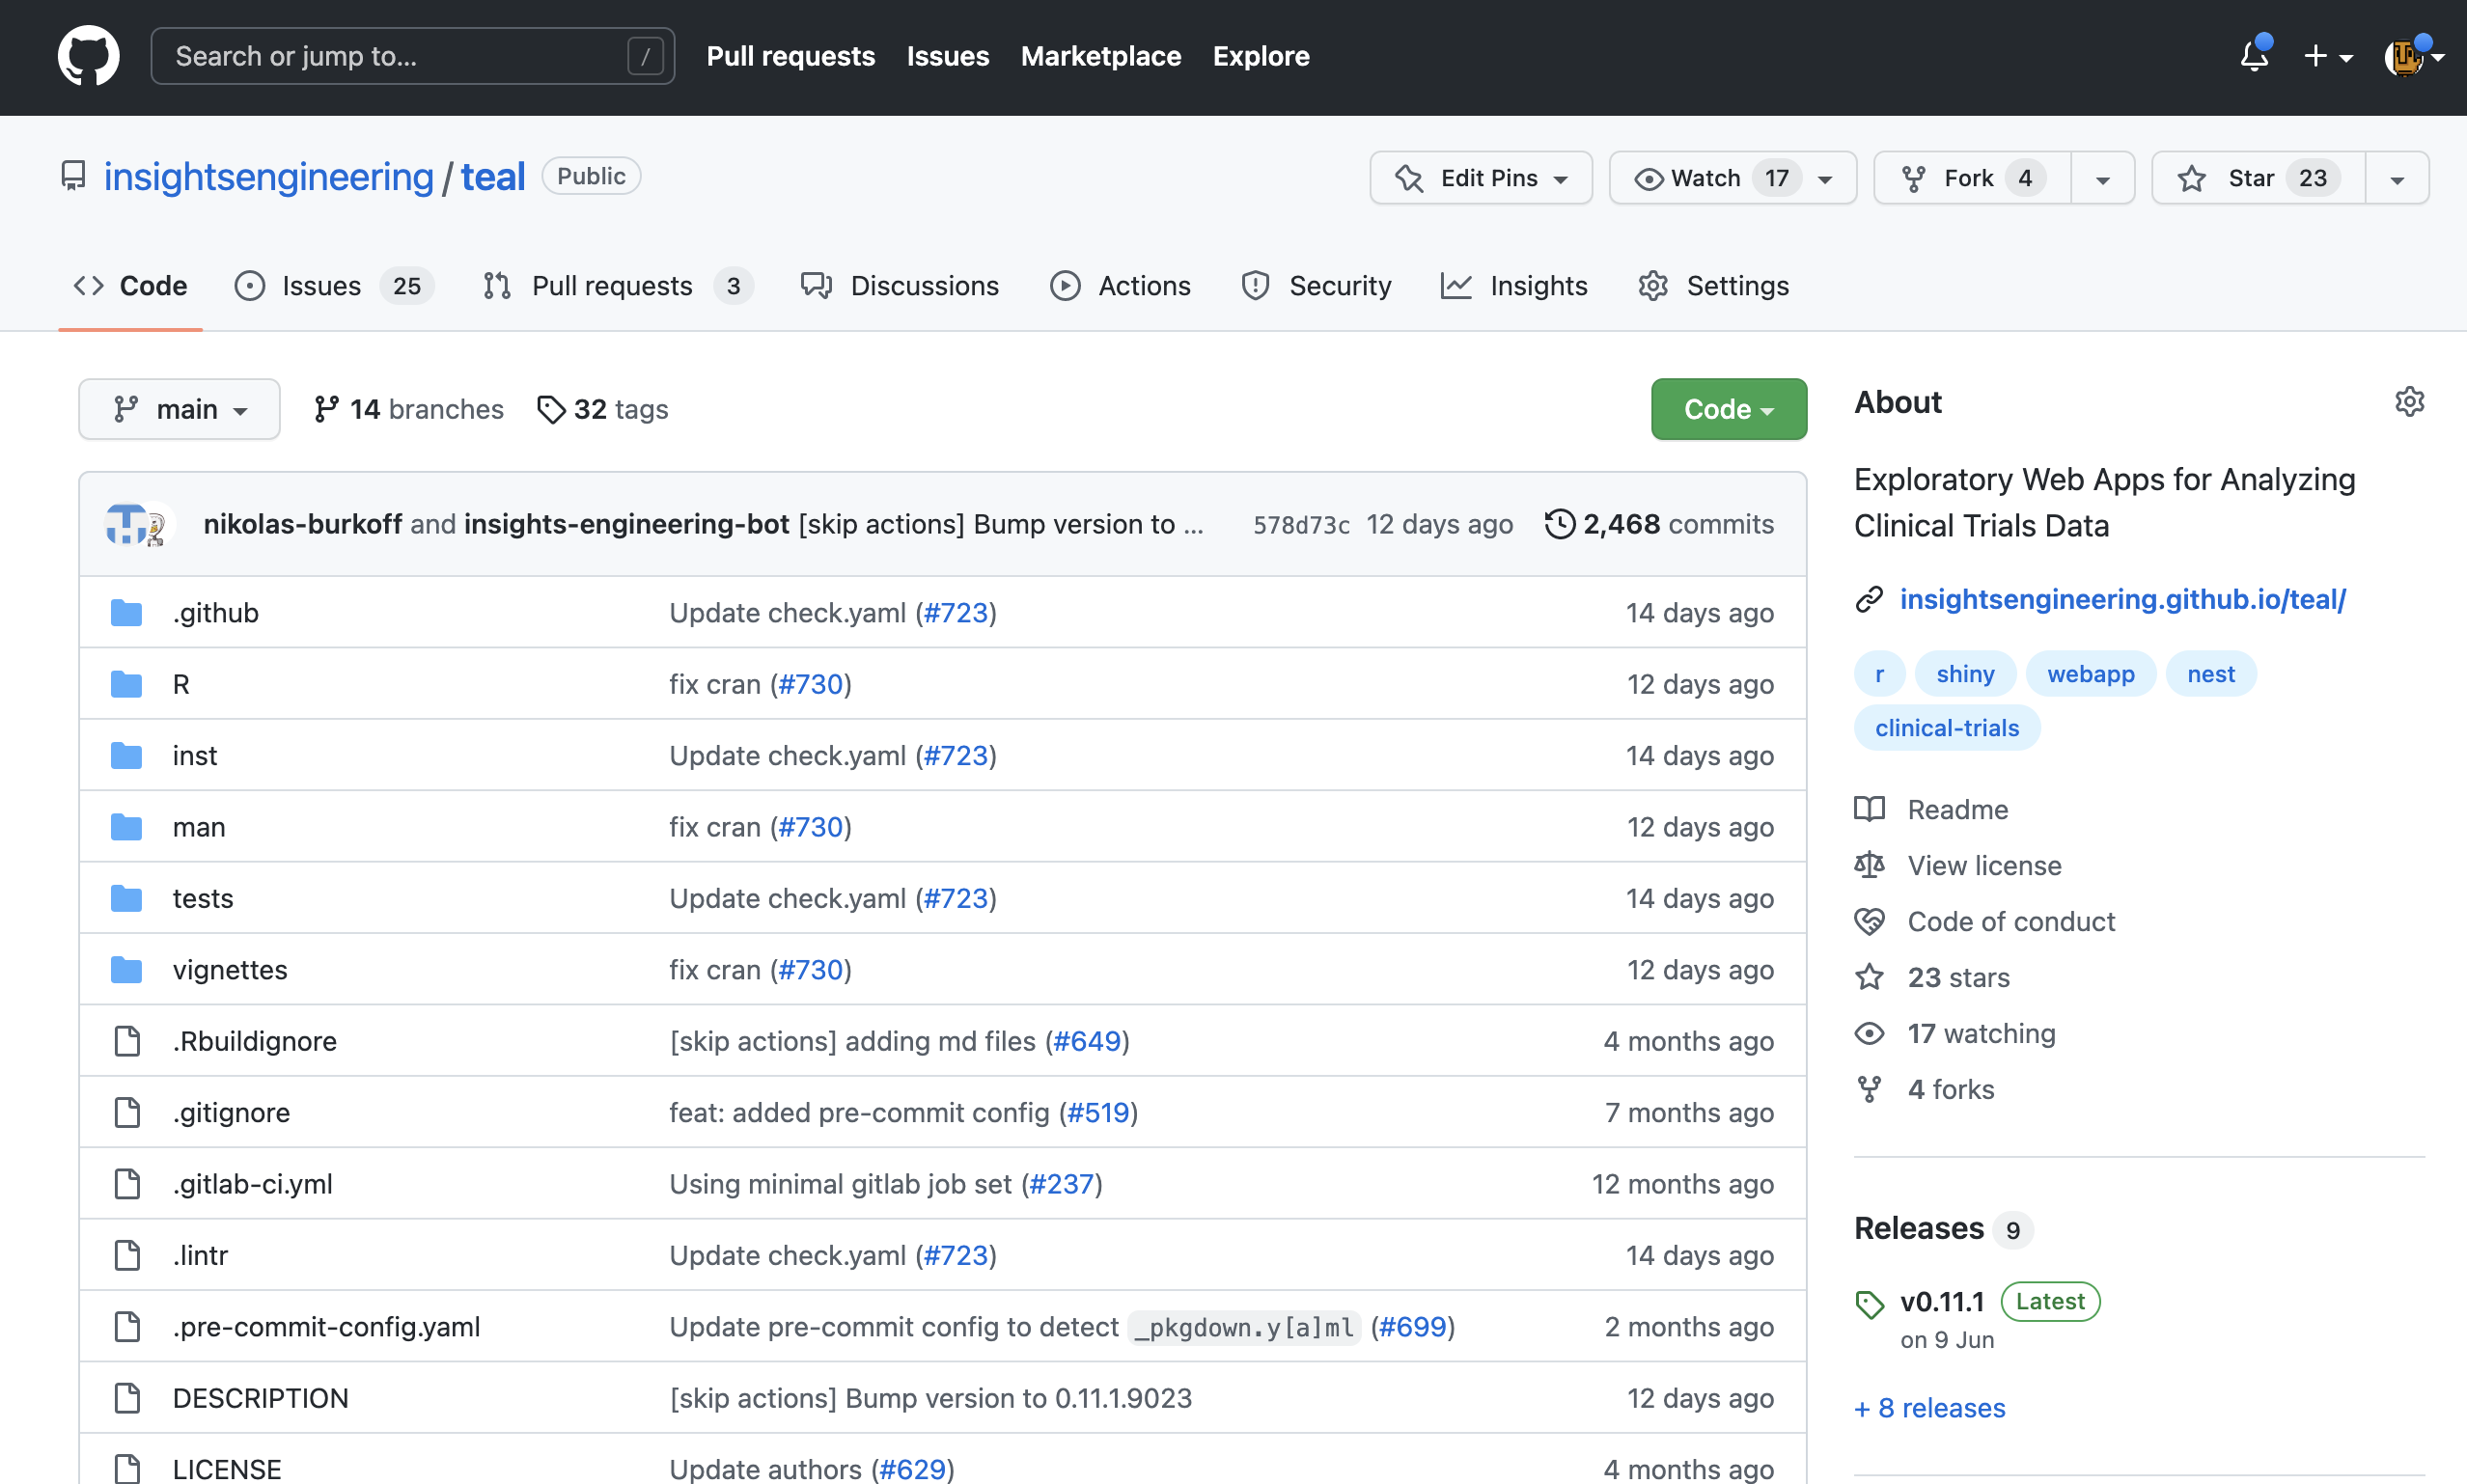 Search or jump to... /
Pull requests Issues Marketplace Explore
insightsengineering / teal Public
Edit Pins Watch 17 Fork 4 Star 23
Code Issues 25 Pull requests 3 Discussions Actions Security Insights Settings
main 14 branches 32 tags Code
nikolas-burkoff and insights-engineering-bot [skip actions] Bump version to ... 578d73c 12 days ago 2,468 commits
.github Update check.yaml (#723) 14 days ago
R fix cran (#730) 12 days ago
inst Update check.yaml (#723) 14 days ago
man fix cran (#730) 12 days ago
tests Update check.yaml (#723) 14 days ago
vignettes fix cran (#730) 12 days ago
.Rbuildignore [skip actions] adding md files (#649) 4 months ago
.gitignore feat: added pre-commit config (#519) 7 months ago
.gitlab-ci.yml Using minimal gitlab job set (#237) 12 months ago
.lintr Update check.yaml (#723) 14 days ago
.pre-commit-config.yaml Update pre-commit config to detect _pkgdown.y[a]ml (#699) 2 months ago
DESCRIPTION [skip actions] Bump version to 0.11.1.9023 12 days ago
LICENSE Update authors (#629) 4 months ago
About
Exploratory Web Apps for Analyzing
Clinical Trials Data
insightsengineering.github.io/teal/
r shiny webapp nest
clinical-trials
Readme
View license
Code of conduct
23 stars
17 watching
4 forks
Releases 9
v0.11.1 Latest
on 9 Jun
+ 8 releases